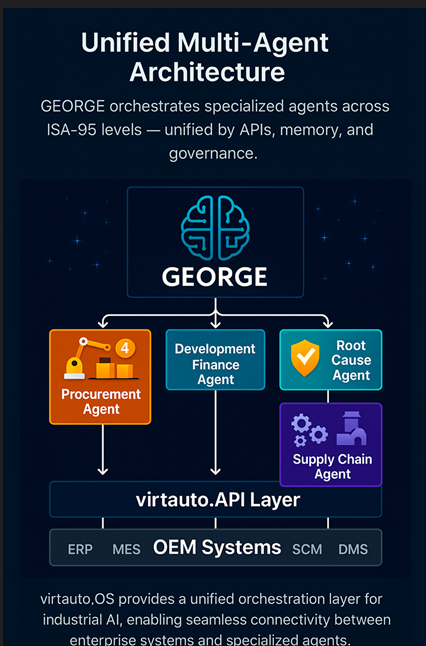 Unified Multi-Agent
Architecture
GEORGE orchestrates specialized agents across
ISA-95 levels — unified by APIs, memory, and
governance.
GEORGE
4
Procurement
Agent
Development
Finance
Agent
Root
Cause
Agent
Supply Chain
Agent
virtauto.API Layer
ERP MES OEM Systems SCM DMS
virtauto.OS provides a unified orchestration layer for
industrial AI, enabling seamless connectivity between
enterprise systems and specialized agents.